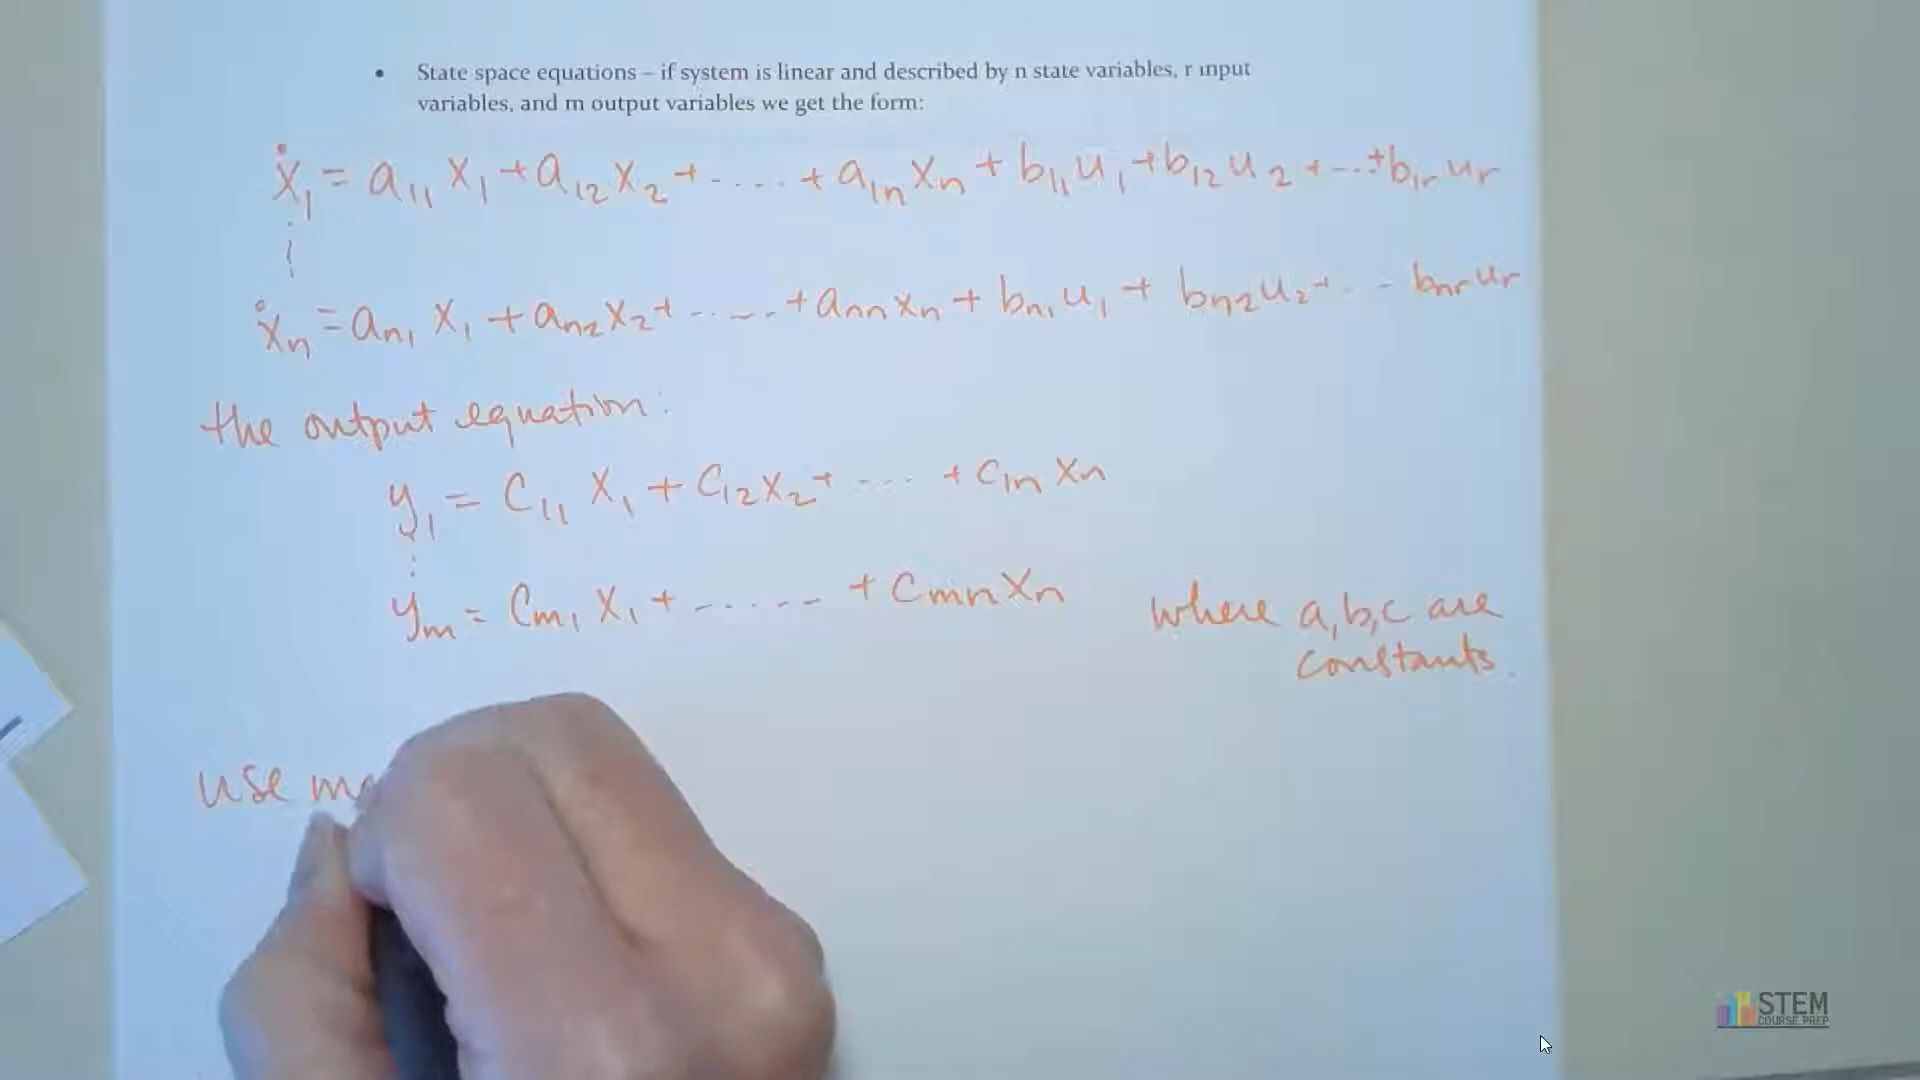 • State space equations – if system is linear and described by n state variables, r input
variables, and m output variables we get the form:
ẋ₁ = a₁₁ x₁ + a₁₂ x₂ + ..... + a₁ₙ xₙ + b₁₁ u₁ + b₁₂ u₂ + ... + b₁ᵣ uᵣ
⋮
ẋₙ = aₙ₁ x₁ + aₙ₂ x₂ + ..... + aₙₙ xₙ + bₙ₁ u₁ + bₙ₂ u₂ + ... bₙᵣ uᵣ
the output equation:
y₁ = C₁₁ x₁ + C₁₂ x₂ + ... + C₁ₙ xₙ
⋮
yₘ = Cₘ₁ x₁ + ...... + Cₘₙ xₙ
where a,b,c are
constants.
use
STEM
COURSE PREP